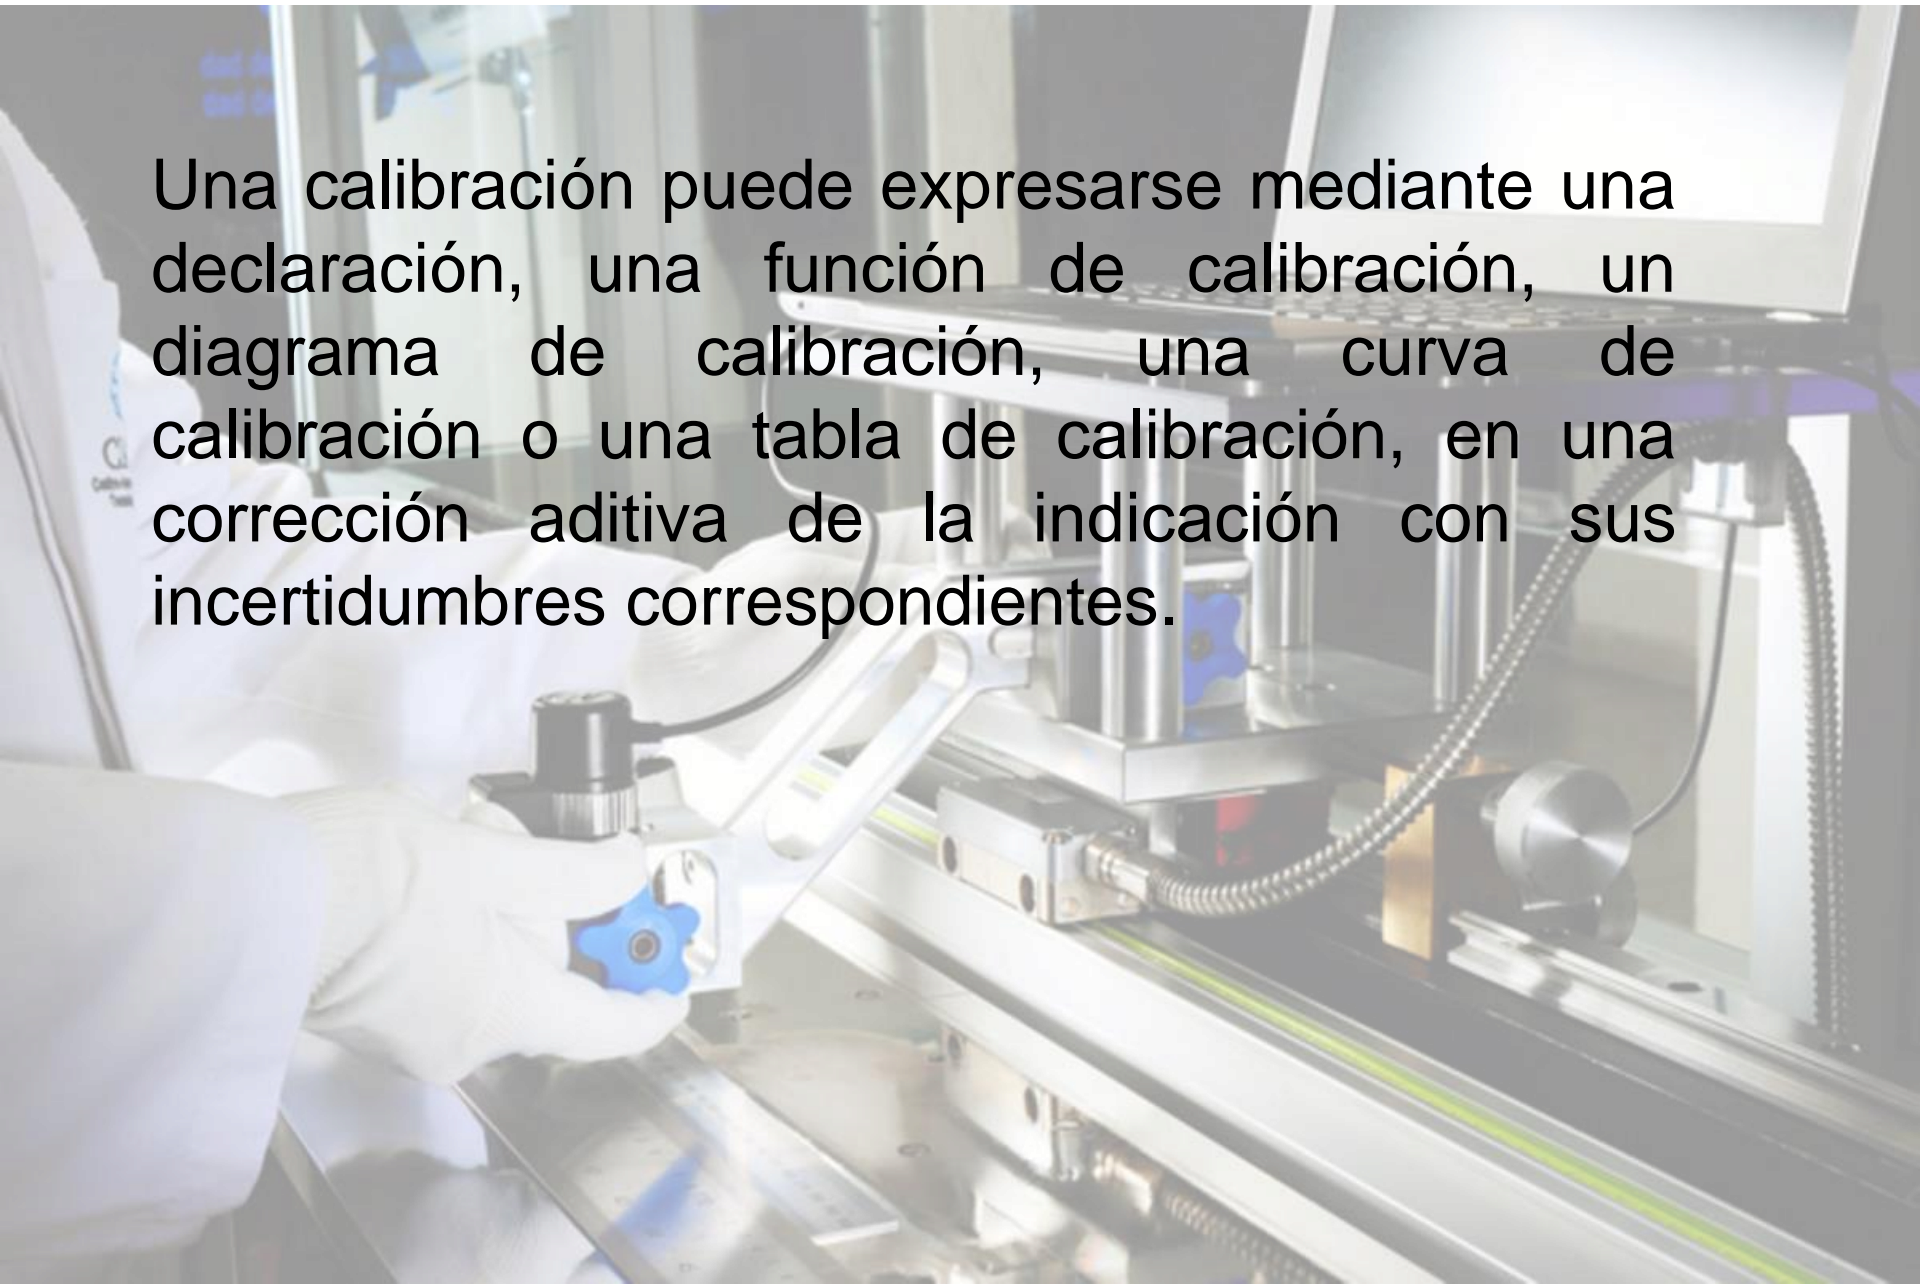 Una calibración puede expresarse mediante una
declaración, una función de calibración, un
diagrama de calibración, una curva de
calibración o una tabla de calibración, en una
corrección aditiva de la indicación con sus
incertidumbres correspondientes.